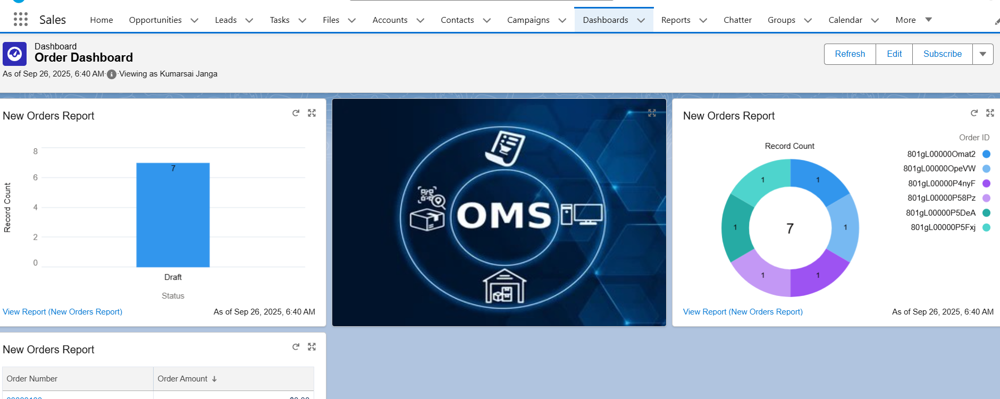 Sales
Home
Opportunities
Leads
Tasks
Files
Accounts
Contacts
Campaigns
Dashboards
Reports
Chatter
Groups
Calendar
More
Dashboard
Order Dashboard
As of Sep 26, 2025, 6:40 AM·Viewing as Kumarsai Janga
Refresh
Edit
Subscribe
New Orders Report
Record Count
8
6
4
2
0
7
Draft
Status
View Report (New Orders Report)
As of Sep 26, 2025, 6:40 AM
OMS
New Orders Report
Order ID
Record Count
801gL00000Omat2
801gL00000OpeVW
801gL00000P4nyF
801gL00000P58Pz
801gL00000P5DeA
801gL00000P5Fxj
1
1
1
1
1
1
7
View Report (New Orders Report)
As of Sep 26, 2025, 6:40 AM
New Orders Report
Order Number
Order Amount